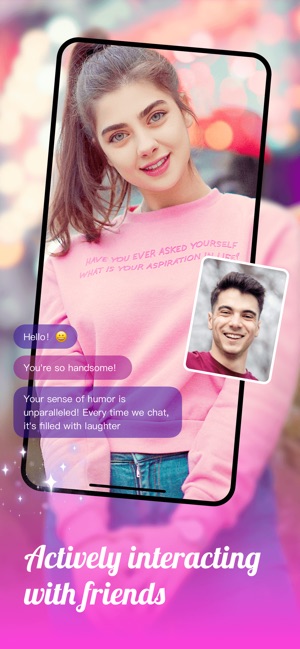 HAVE YOU EVER ASKED YOURSELF
WHAT IS YOUR ASPIRATION IN LIFE?
Hello! 😊
You're so handsome!
Your sense of humor is
unparalleled! Every time we chat,
it's filled with laughter
Actively interacting
with friends